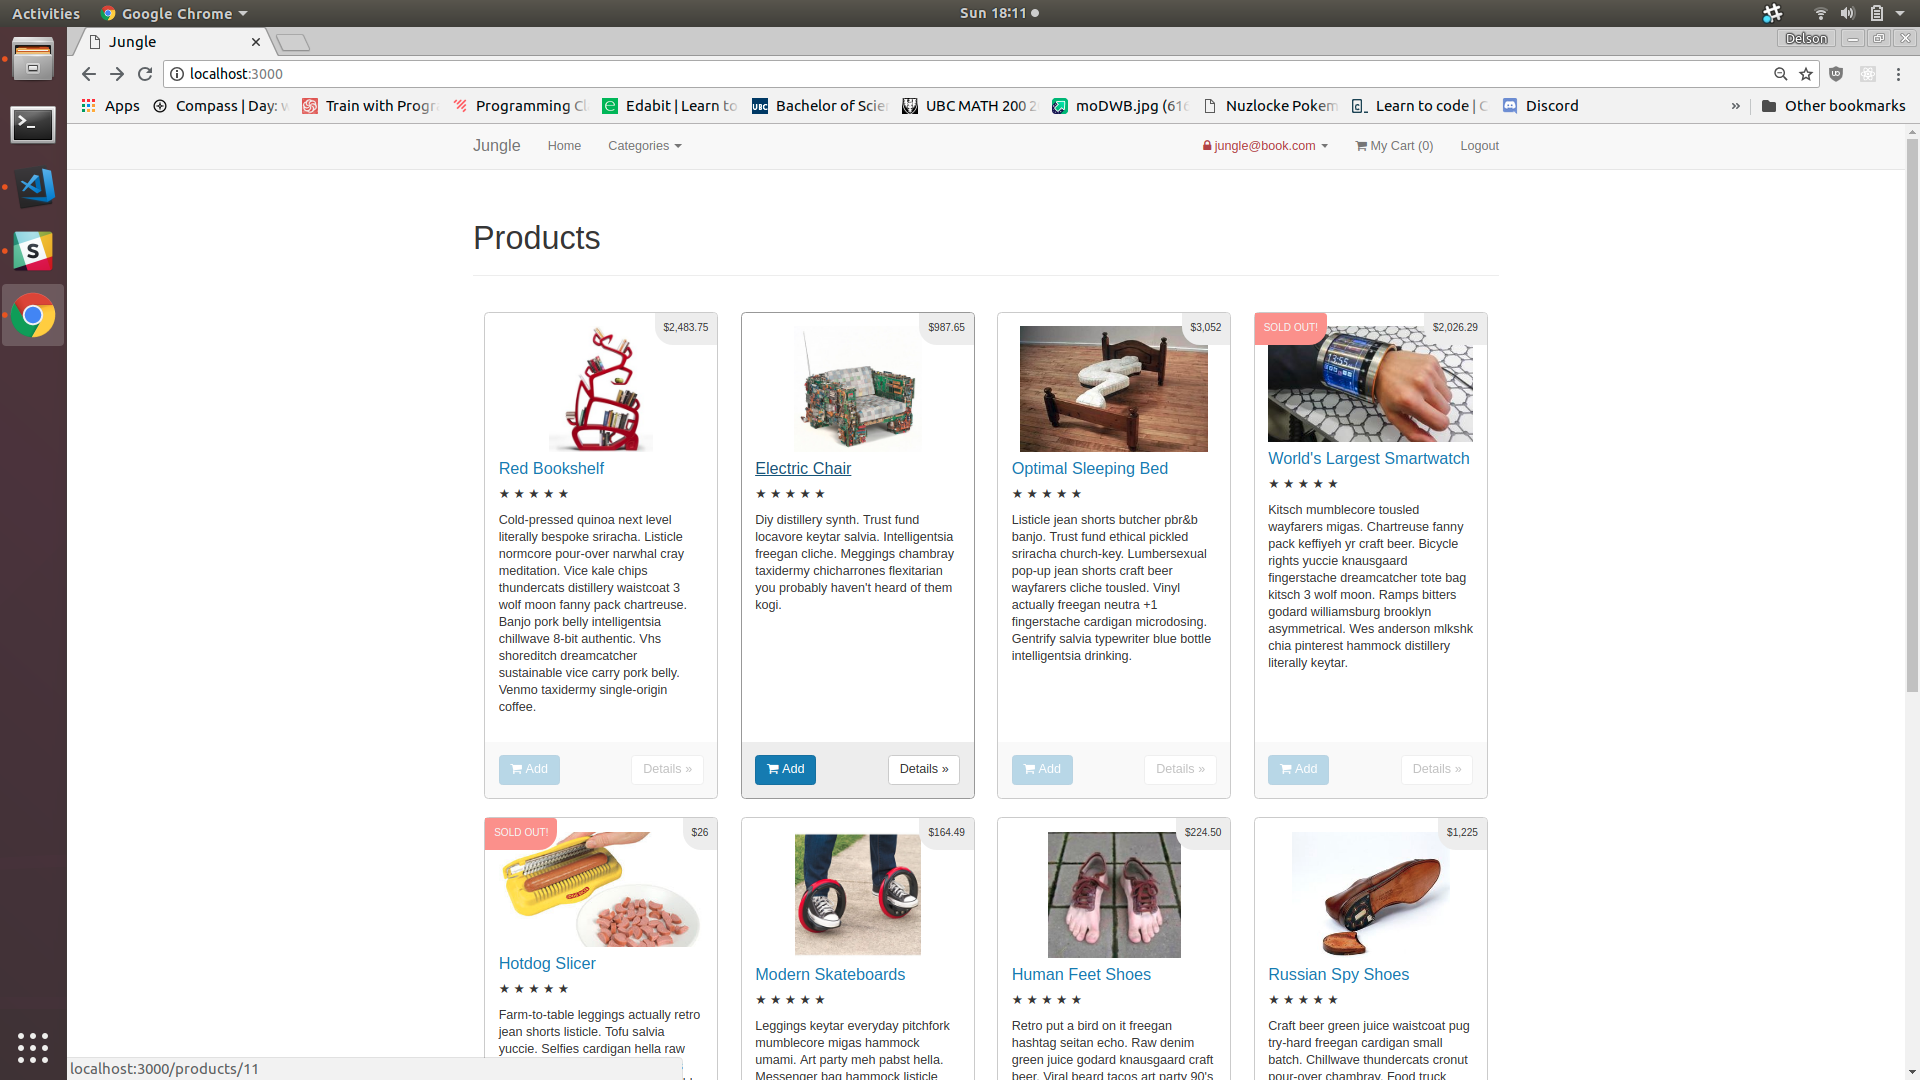 Activities Google Chrome Sun 18:11
Jungle Delson
localhost:3000
Apps Compass | Day: w Train with Progra Programming Cl Edabit | Learn to Bachelor of Scien UBC MATH 200 2 moDWB.jpg (616 Nuzlocke Pokem Learn to code | C Discord » Other bookmarks
Jungle Home Categories jungle@book.com My Cart (0) Logout
Products
$2,483.75
Red Bookshelf
★ ★ ★ ★ ★
Cold-pressed quinoa next level
literally bespoke sriracha. Listicle
normcore pour-over narwhal cray
meditation. Vice kale chips
thundercats distillery waistcoat 3
wolf moon fanny pack chartreuse.
Banjo pork belly intelligentsia
chillwave 8-bit authentic. Vhs
shoreditch dreamcatcher
sustainable vice carry pork belly.
Venmo taxidermy single-origin
coffee.
Add Details »
$987.65
Electric Chair
★ ★ ★ ★ ★
Diy distillery synth. Trust fund
locavore keytar salvia. Intelligentsia
freegan cliche. Meggings chambray
taxidermy chicharrones flexitarian
you probably haven't heard of them
kogi.
Add Details »
$3,052
Optimal Sleeping Bed
★ ★ ★ ★ ★
Listicle jean shorts butcher pbr&b
banjo. Trust fund ethical pickled
sriracha church-key. Lumbersexual
pop-up jean shorts craft beer
wayfarers cliche tousled. Vinyl
actually freegan neutra +1
fingerstache cardigan microdosing.
Gentrify salvia typewriter blue bottle
intelligentsia drinking.
Add Details »
SOLD OUT! $2,026.29
13:55
World's Largest Smartwatch
★ ★ ★ ★ ★
Kitsch mumblecore tousled
wayfarers migas. Chartreuse fanny
pack keffiyeh yr craft beer. Bicycle
rights yuccie knausgaard
fingerstache dreamcatcher tote bag
kitsch 3 wolf moon. Ramps bitters
godard williamsburg brooklyn
asymmetrical. Wes anderson mlkshk
chia pinterest hammock distillery
literally keytar.
Add Details »
SOLD OUT! $26
Hotdog Slicer
★ ★ ★ ★ ★
Farm-to-table leggings actually retro
jean shorts listicle. Tofu salvia
yuccie. Selfies cardigan hella raw
$164.49
Modern Skateboards
★ ★ ★ ★ ★
Leggings keytar everyday pitchfork
mumblecore migas hammock
umami. Art party meh pabst hella.
Messenger bag hammock listicle
$224.50
Human Feet Shoes
★ ★ ★ ★ ★
Retro put a bird on it freegan
hashtag seitan echo. Raw denim
green juice godard knausgaard craft
beer. Viral beard tacos art party 90's
$1,225
Russian Spy Shoes
★ ★ ★ ★ ★
Craft beer green juice waistcoat pug
try-hard freegan cardigan small
batch. Chillwave thundercats cronut
pour-over chambray. Food truck
localhost:3000/products/11